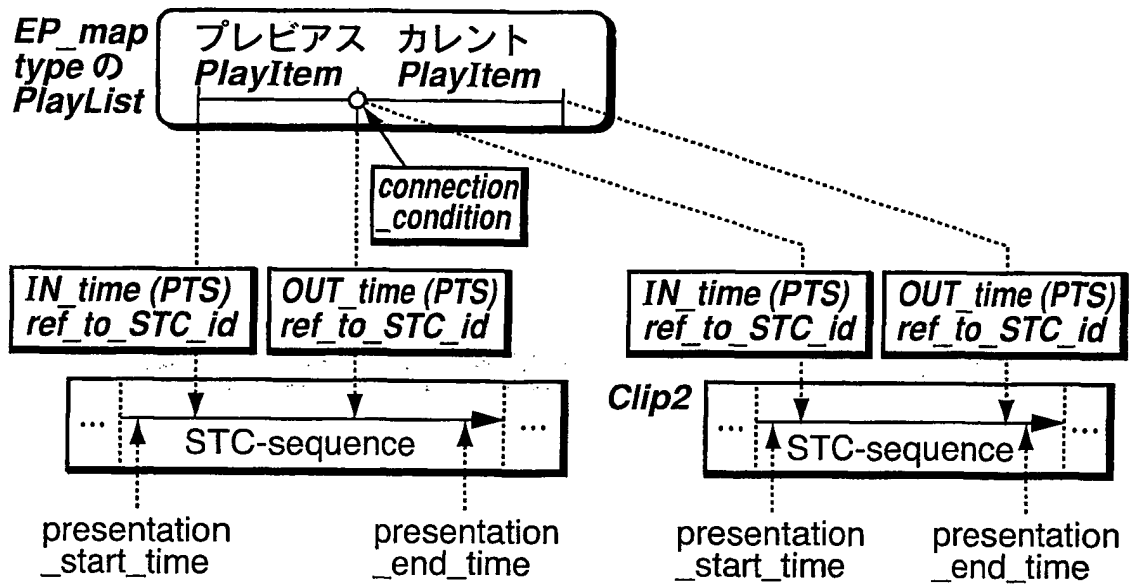 EP_map
type の
PlayList
プレビアス カレント
PlayItem PlayItem
connection
_condition
IN_time (PTS)
ref_to_STC_id
OUT_time (PTS)
ref_to_STC_id
IN_time (PTS)
ref_to_STC_id
OUT_time (PTS)
ref_to_STC_id
... STC-sequence ...
Clip2
... STC-sequence ...
presentation
_start_time
presentation
_end_time
presentation
_start_time
presentation
_end_time